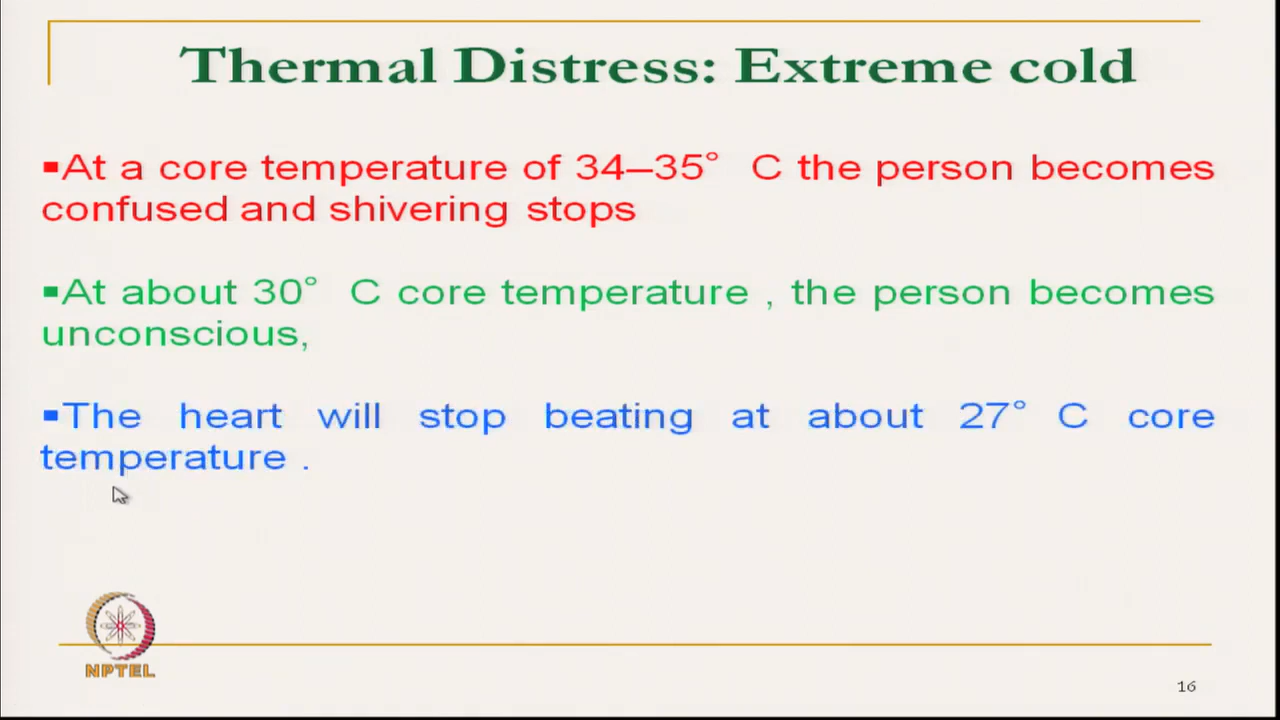 Thermal Distress: Extreme cold
▪At a core temperature of 34–35° C the person becomes
confused and shivering stops
▪At about 30° C core temperature , the person becomes
unconscious,
▪The heart will stop beating at about 27° C core
temperature .
NPTEL
16